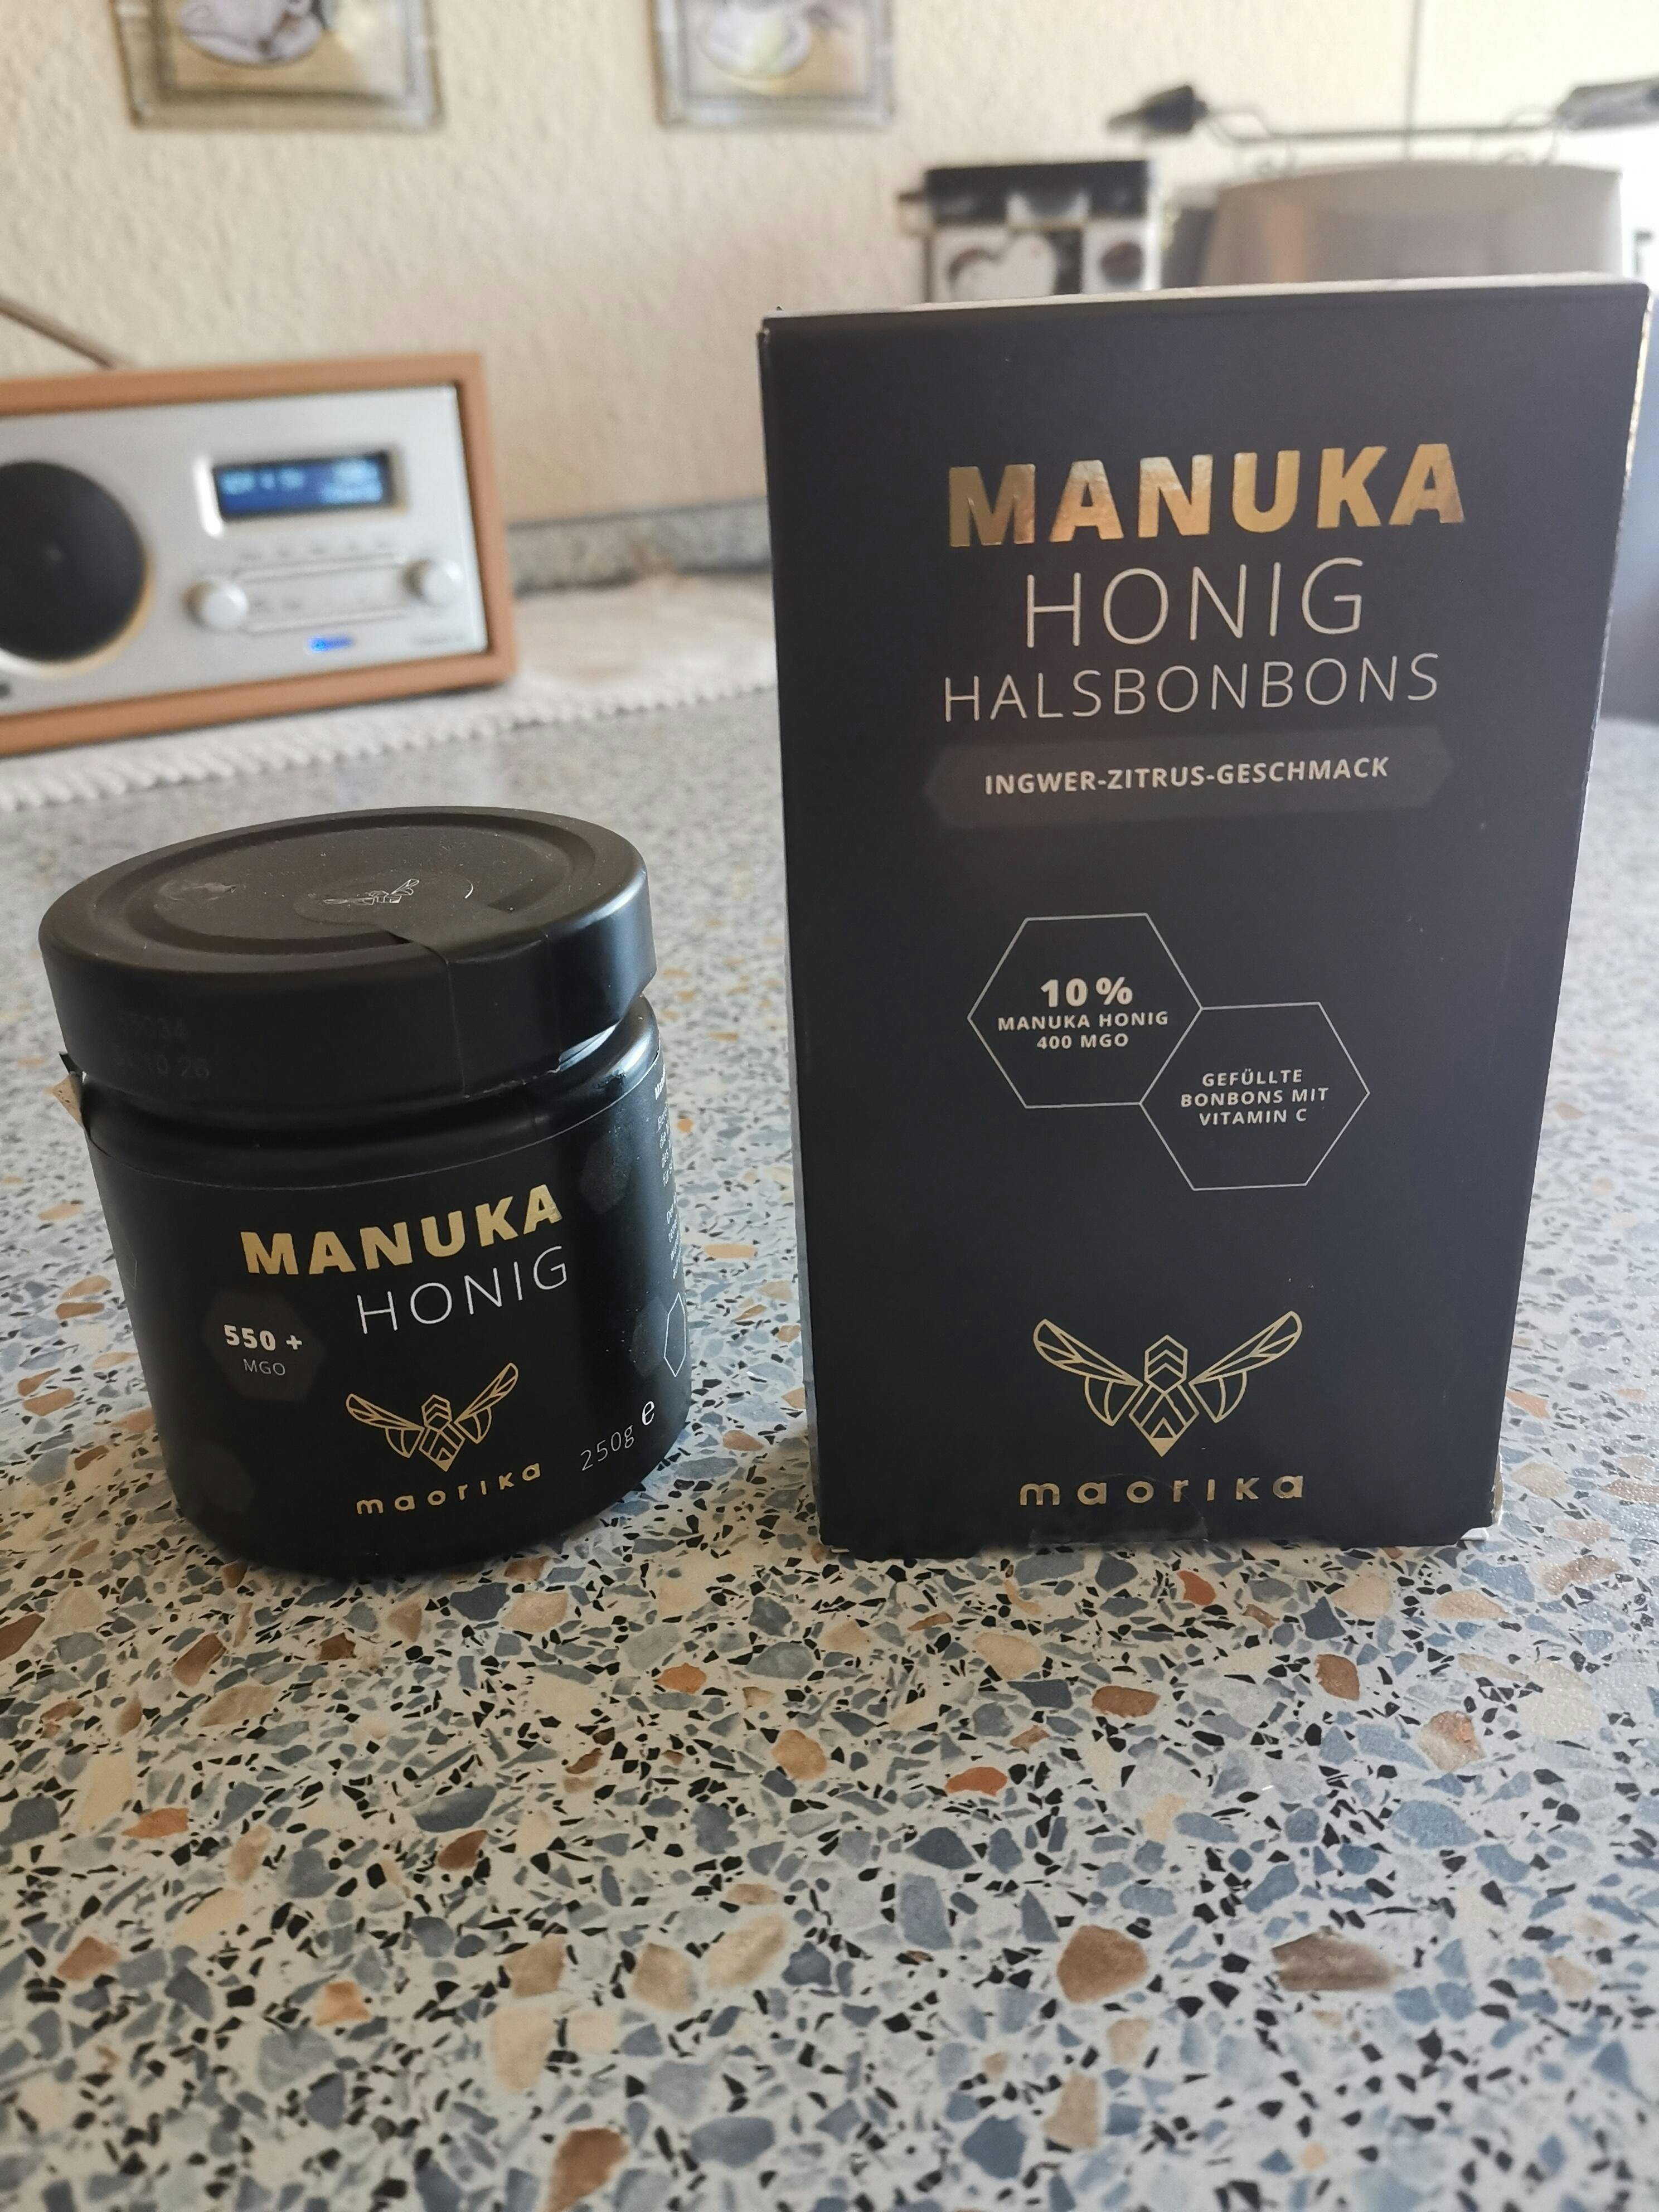 MANUKA
HONIG
550 +
MGO
maorika
250g e
MANUKA
HONIG
HALSBONBONS
INGWER-ZITRUS-GESCHMACK
10 %
MANUKA HONIG
400 MGO
GEFÜLLTE
BONBONS MIT
VITAMIN C
maorika